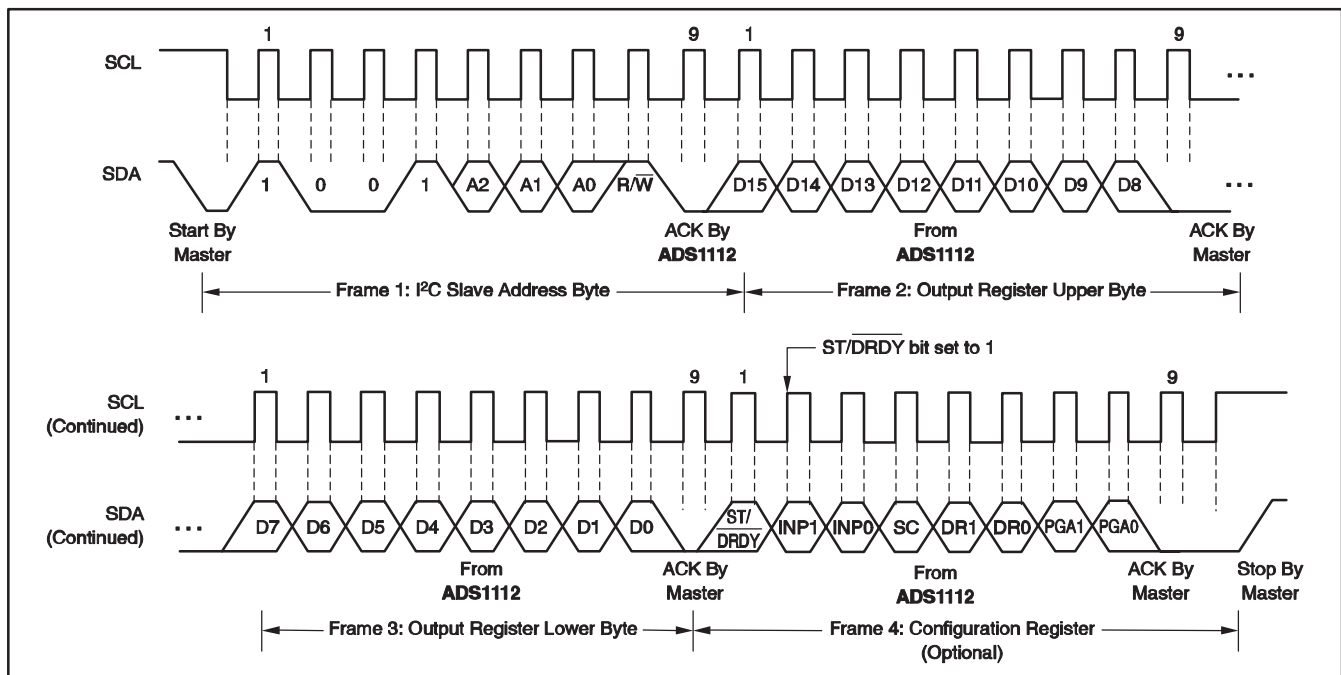 1 9 1 9
SCL ...
SDA 1 0 0 1 A2 A1 A0 R/W̅ D15 D14 D13 D12 D11 D10 D9 D8 ...
Start By Master
ACK By ADS1112
From ADS1112
ACK By Master
Frame 1: I²C Slave Address Byte
Frame 2: Output Register Upper Byte
ST/D̅R̅D̅Y̅ bit set to 1
1 9 1 9
SCL (Continued) ...
SDA (Continued) ... D7 D6 D5 D4 D3 D2 D1 D0 ST/D̅R̅D̅Y̅ INP1 INP0 SC DR1 DR0 PGA1 PGA0
From ADS1112
ACK By Master
From ADS1112
ACK By Master
Stop By Master
Frame 3: Output Register Lower Byte
Frame 4: Configuration Register
(Optional)